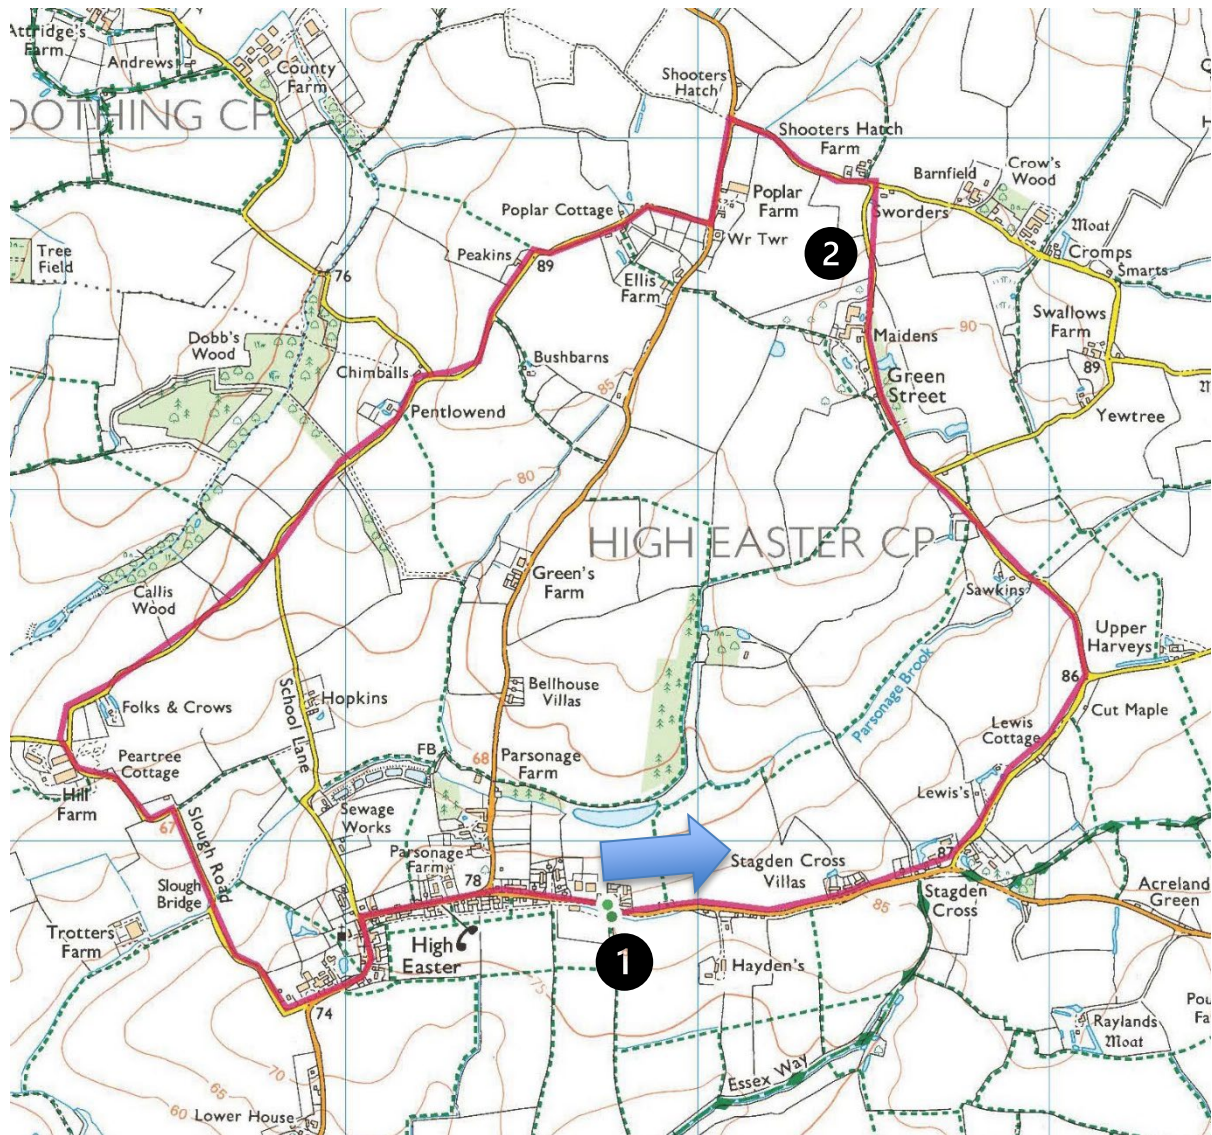 Attridge's
Farm
Andrews
County
Farm
OOTHING CP
Shooters
Hatch
Shooters Hatch
Farm
Barnfield
Crow's
Wood
Poplar
Farm
Poplar Cottage
Sworders
Moat
Cromps
Smarts
Wr Twr
2
Tree
Field
Peakins
89
76
Ellis
Farm
Swallows
Farm
Dobb's
Wood
Maidens
90
89
Bushbarns
Chimballs
85
Green
Street
Pentlowend
Yewtree
80
HIGH EASTER CP
Green's
Farm
Callis
Wood
Sawkins
Upper
Harveys
Parsonage Brook
86
School Lane
Hopkins
Bellhouse
Villas
Folks & Crows
Cut Maple
Lewis
Cottage
Peartree
Cottage
FB
68
Parsonage
Farm
Hill
Farm
67
Slough Road
Sewage
Works
Lewis's
Parsonage
Farm
78
Stagden Cross
Villas
87
Slough
Bridge
85
Stagden
Cross
Acreland
Green
Trotters
Farm
High
Easter
1
Hayden's
75
74
Raylands
Moat
Essex Way
70
65
60
Lower House